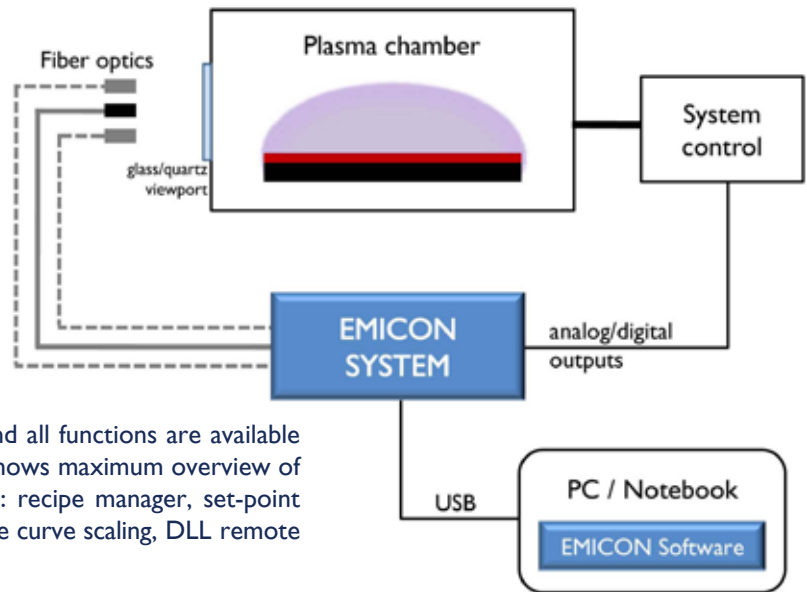 Plasma chamber
Fiber optics
System
control
glass/quartz
viewport
EMICON
SYSTEM
analog/digital
outputs
nd all functions are available
hows maximum overview of
: recipe manager, set-point
e curve scaling, DLL remote
USB
PC / Notebook
EMICON Software